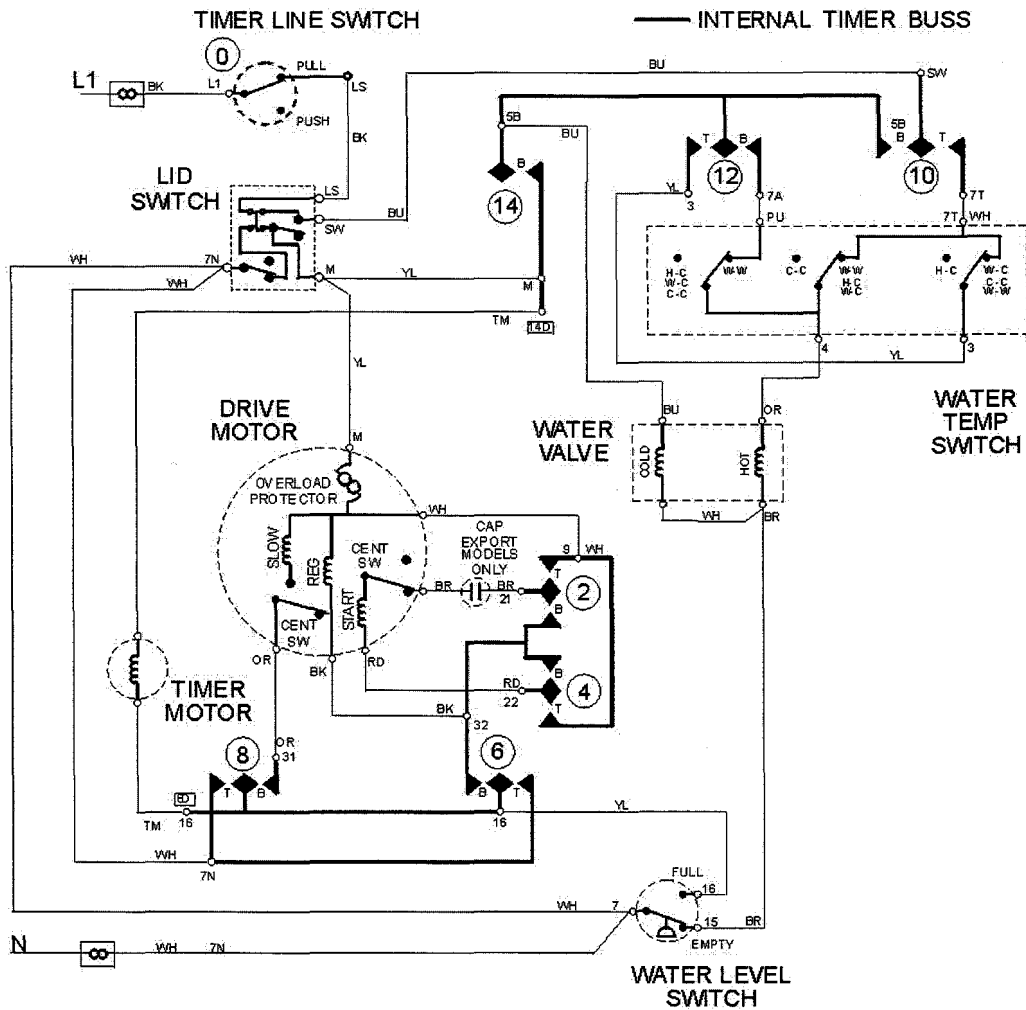 TIMER LINE SWITCH
INTERNAL TIMER BUSS
0
PULL
L1
BK
L1
LS
PUSH
BK
BU
SW
5B
BU
5B
B
T
T
B
B
12
10
14
YL
3
7A
7T
PU
7T
WH
LID
SWITCH
LS
SW
BU
WH
7N
WH
M
YL
M
TM
14D
H-C
W-C
C-C
W-W
C-C
W-W
H-C
W-C
H-C
W-C
C-C
W-W
4
3
YL
YL
DRIVE
MOTOR
M
OVERLOAD
PROTECTOR
WATER
VALVE
BU
OR
COLD
HOT
WH
BR
WATER
TEMP
SWITCH
WH
SLOW
REG
CENT
SW
START
CENT
SW
CAP
EXPORT
MODELS
ONLY
BR
BR
21
9
WH
T
2
B
B
4
T
RD
22
OR
BK
RD
BK
32
TIMER
MOTOR
OR
31
8
T
B
6
B
T
8D
16
TM
16
YL
WH
7N
FULL
16
WH
7
15
BR
EMPTY
N
WH
7N
WATER LEVEL
SWITCH